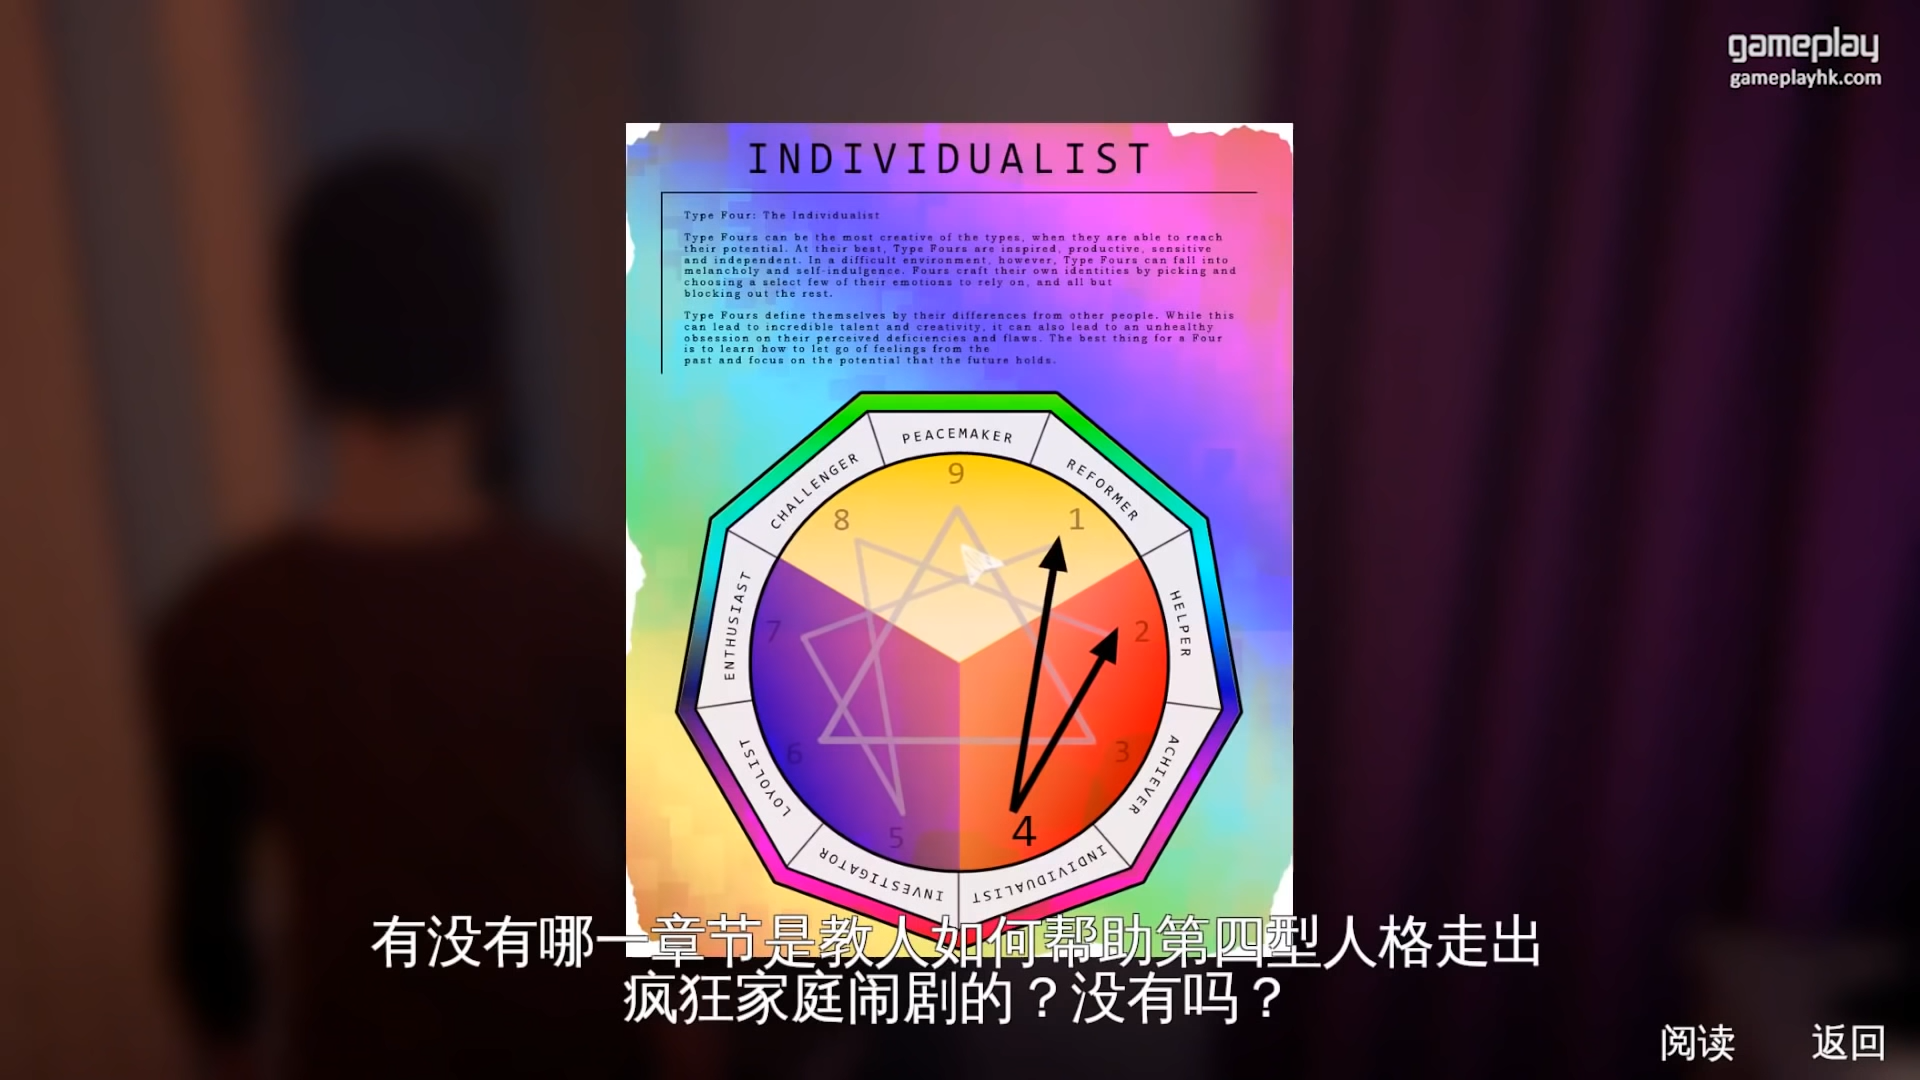 gameplay
gameplayhk.com
INDIVIDUALIST
Type Four: The Individualist
Type Fours can be the most creative of the types, when they are able to reach
their potential. At their best, Type Fours are inspired, productive, sensitive
and independent. In a difficult environment, however, Type Fours can fall into
melancholy and self-indulgence. Fours craft their own identities by picking and
choosing a select few of their emotions to rely on, and all but
blocking out the rest.
Type Fours define themselves by their differences from other people. While this
can lead to incredible talent and creativity, it can also lead to an unhealthy
obsession on their perceived deficiencies and flaws. The best thing for a Four
is to learn how to let go of feelings from the
past and focus on the potential that the future holds.
PEACEMAKER
CHALLENGER
REFORMER
9
8
1
ENTHUSIAST
HELPER
7
2
6
3
LOYOLIST
ACHIEVER
5
4
INVESTIGATOR
INDIVIDUALIST
有没有哪一章节是教人如何帮助第四型人格走出
疯狂家庭闹剧的？没有吗？
阅读
返回